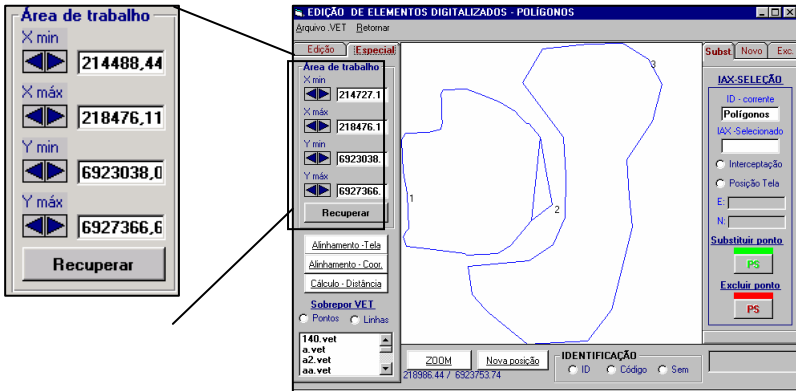 Área de trabalho
X min
214488,44
X máx
218476,11
Y min
6923038,0
Y máx
6927366,6
Recuperar
EDIÇÃO DE ELEMENTOS DIGITALIZADOS - POLÍGONOS
Arquivo .VET Retornar
Edição Especial
Área de trabalho
X min
214727.1
X máx
218476.1
Y min
6923038.
Y máx
6927366.
Recuperar
Alinhamento -Tela
Alinhamento - Coor.
Cálculo - Distância
Sobrepor VET
Pontos Linhas
140.vet
a.vet
a2.vet
aa.vet
1
2
3
ZOOM Nova posição
218986.44 / 6923753.74
IDENTIFICAÇÃO
ID Código Sem
Subst. Novo Exc.
IAX-SELEÇÃO
ID - corrente
Polígonos
IAX -Selecionado
Interceptação
Posição Tela
E:
N:
Substituir ponto
PS
Excluir ponto
PS